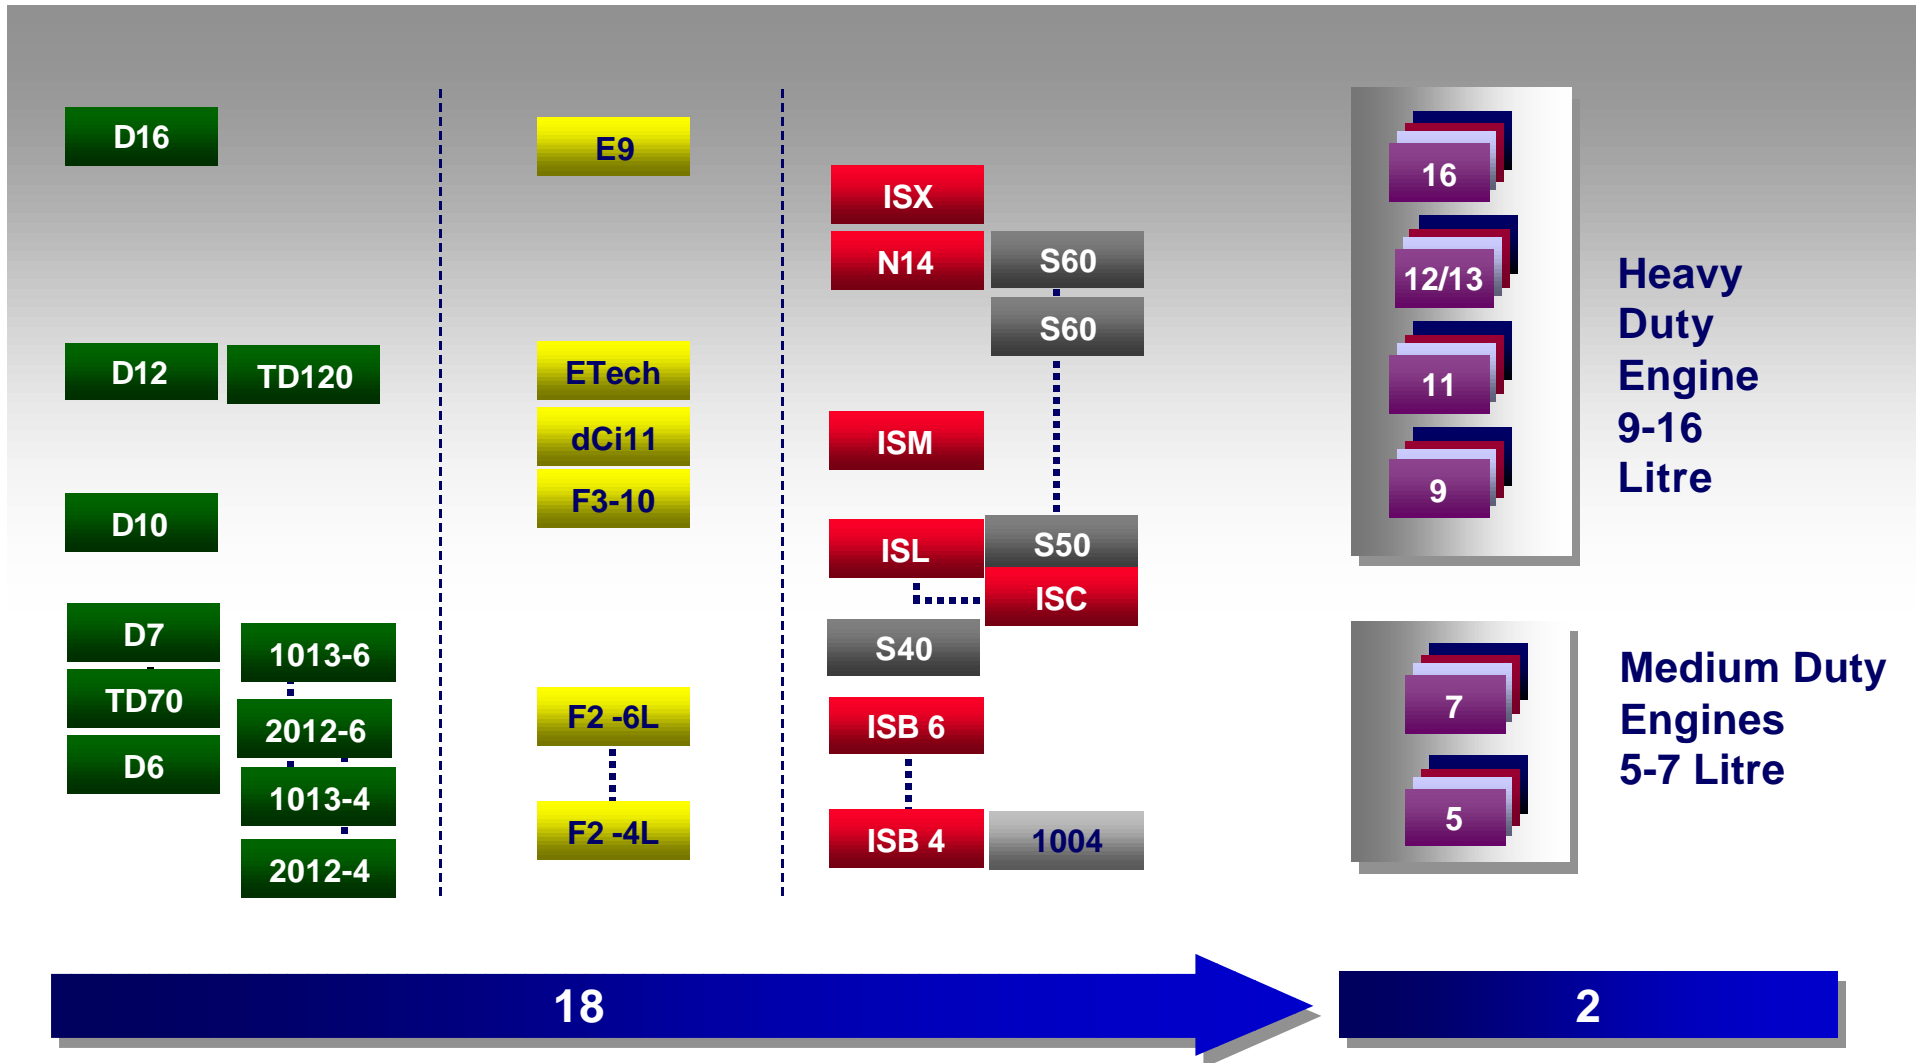 D16
D12
TD120
D10
D7
TD70
D6
1013-6
2012-6
1013-4
2012-4
E9
ETech
dCi11
F3-10
F2 -6L
F2 -4L
ISX
N14
S60
S60
ISM
ISL
S50
ISC
S40
ISB 6
ISB 4
1004
16
12/13
11
9
Heavy
Duty
Engine
9-16
Litre
7
5
Medium Duty
Engines
5-7 Litre
18
2